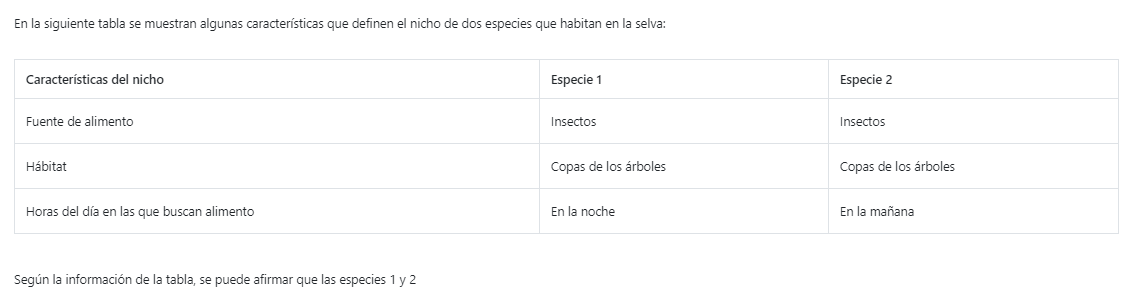 En la siguiente tabla se muestran algunas características que definen el nicho de dos especies que habitan en la selva:
Características del nicho Especie 1 Especie 2
Fuente de alimento Insectos Insectos
Hábitat Copas de los árboles Copas de los árboles
Horas del día en las que buscan alimento En la noche En la mañana
Según la información de la tabla, se puede afirmar que las especies 1 y 2